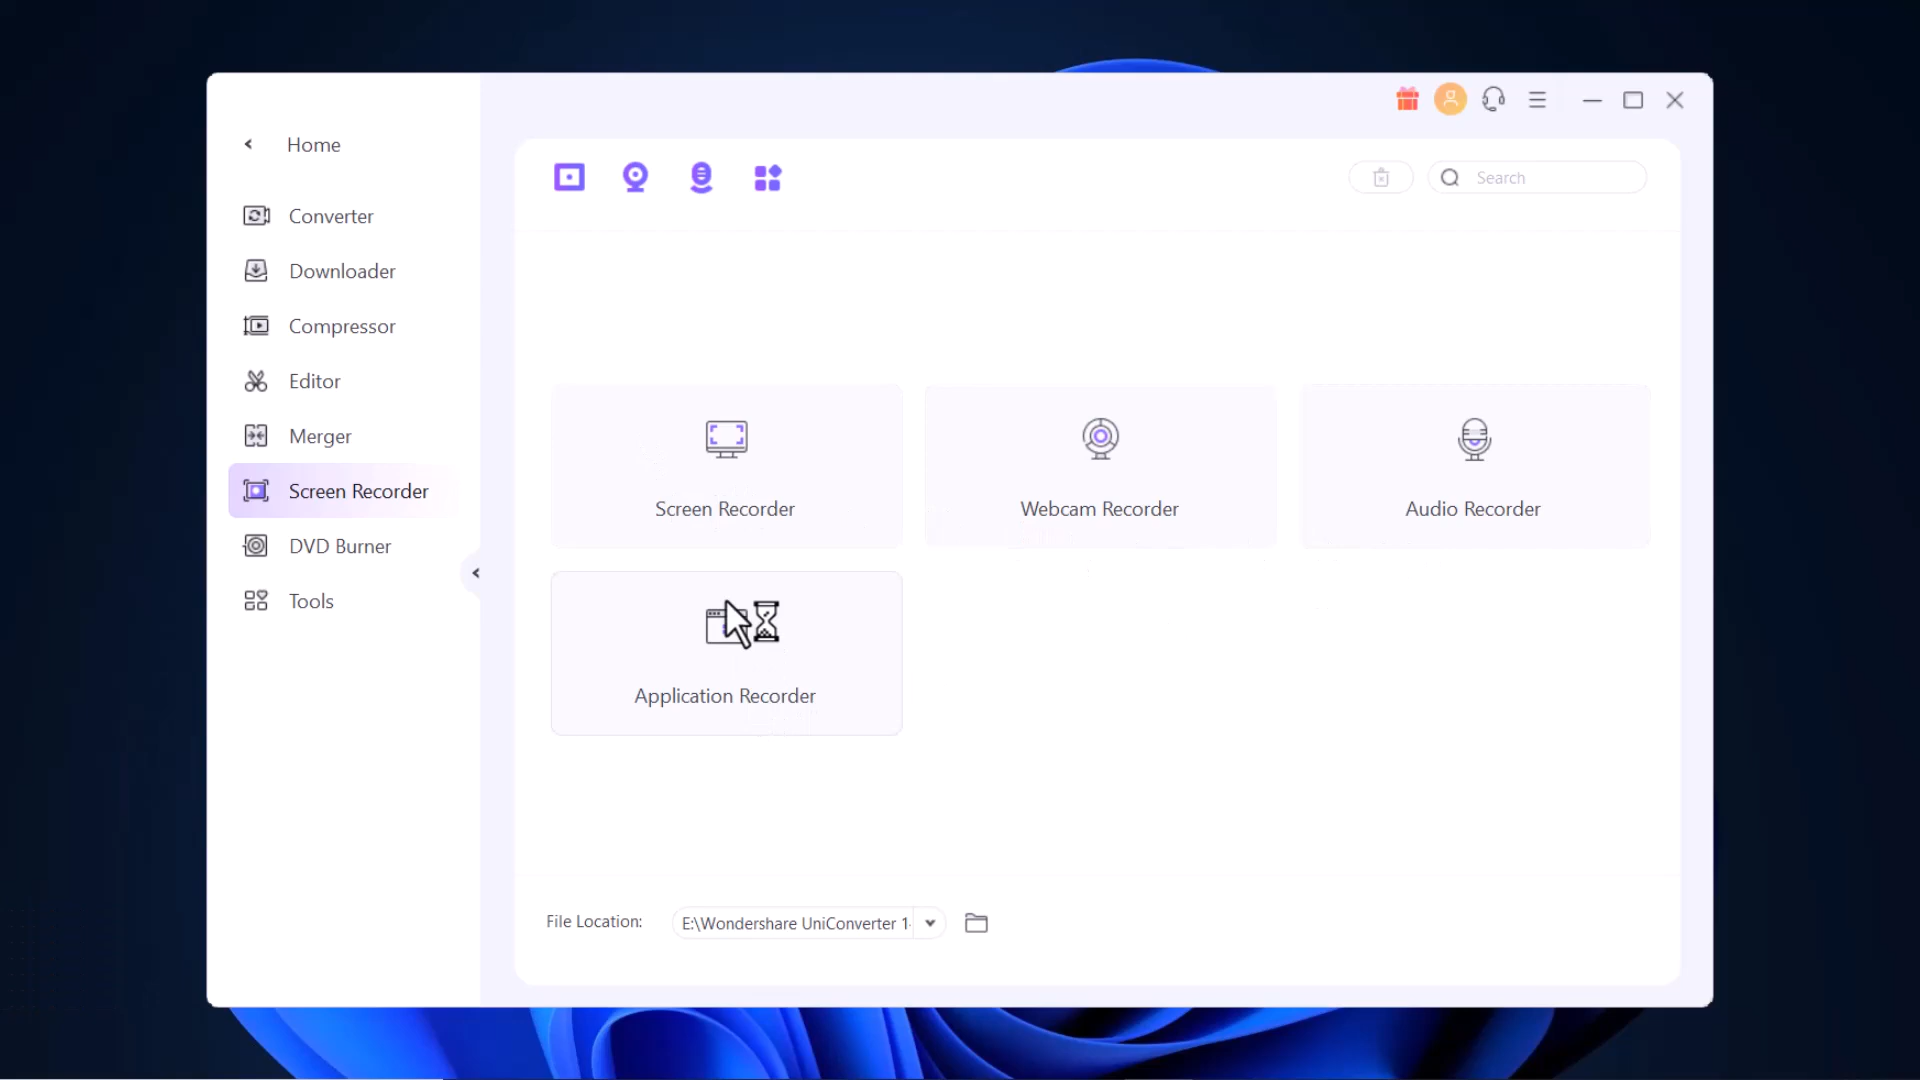 Home
Converter
Downloader
Compressor
Editor
Merger
Screen Recorder
DVD Burner
Tools
Search
Screen Recorder
Webcam Recorder
Audio Recorder
Application Recorder
File Location:
E:\Wondershare UniConverter 1